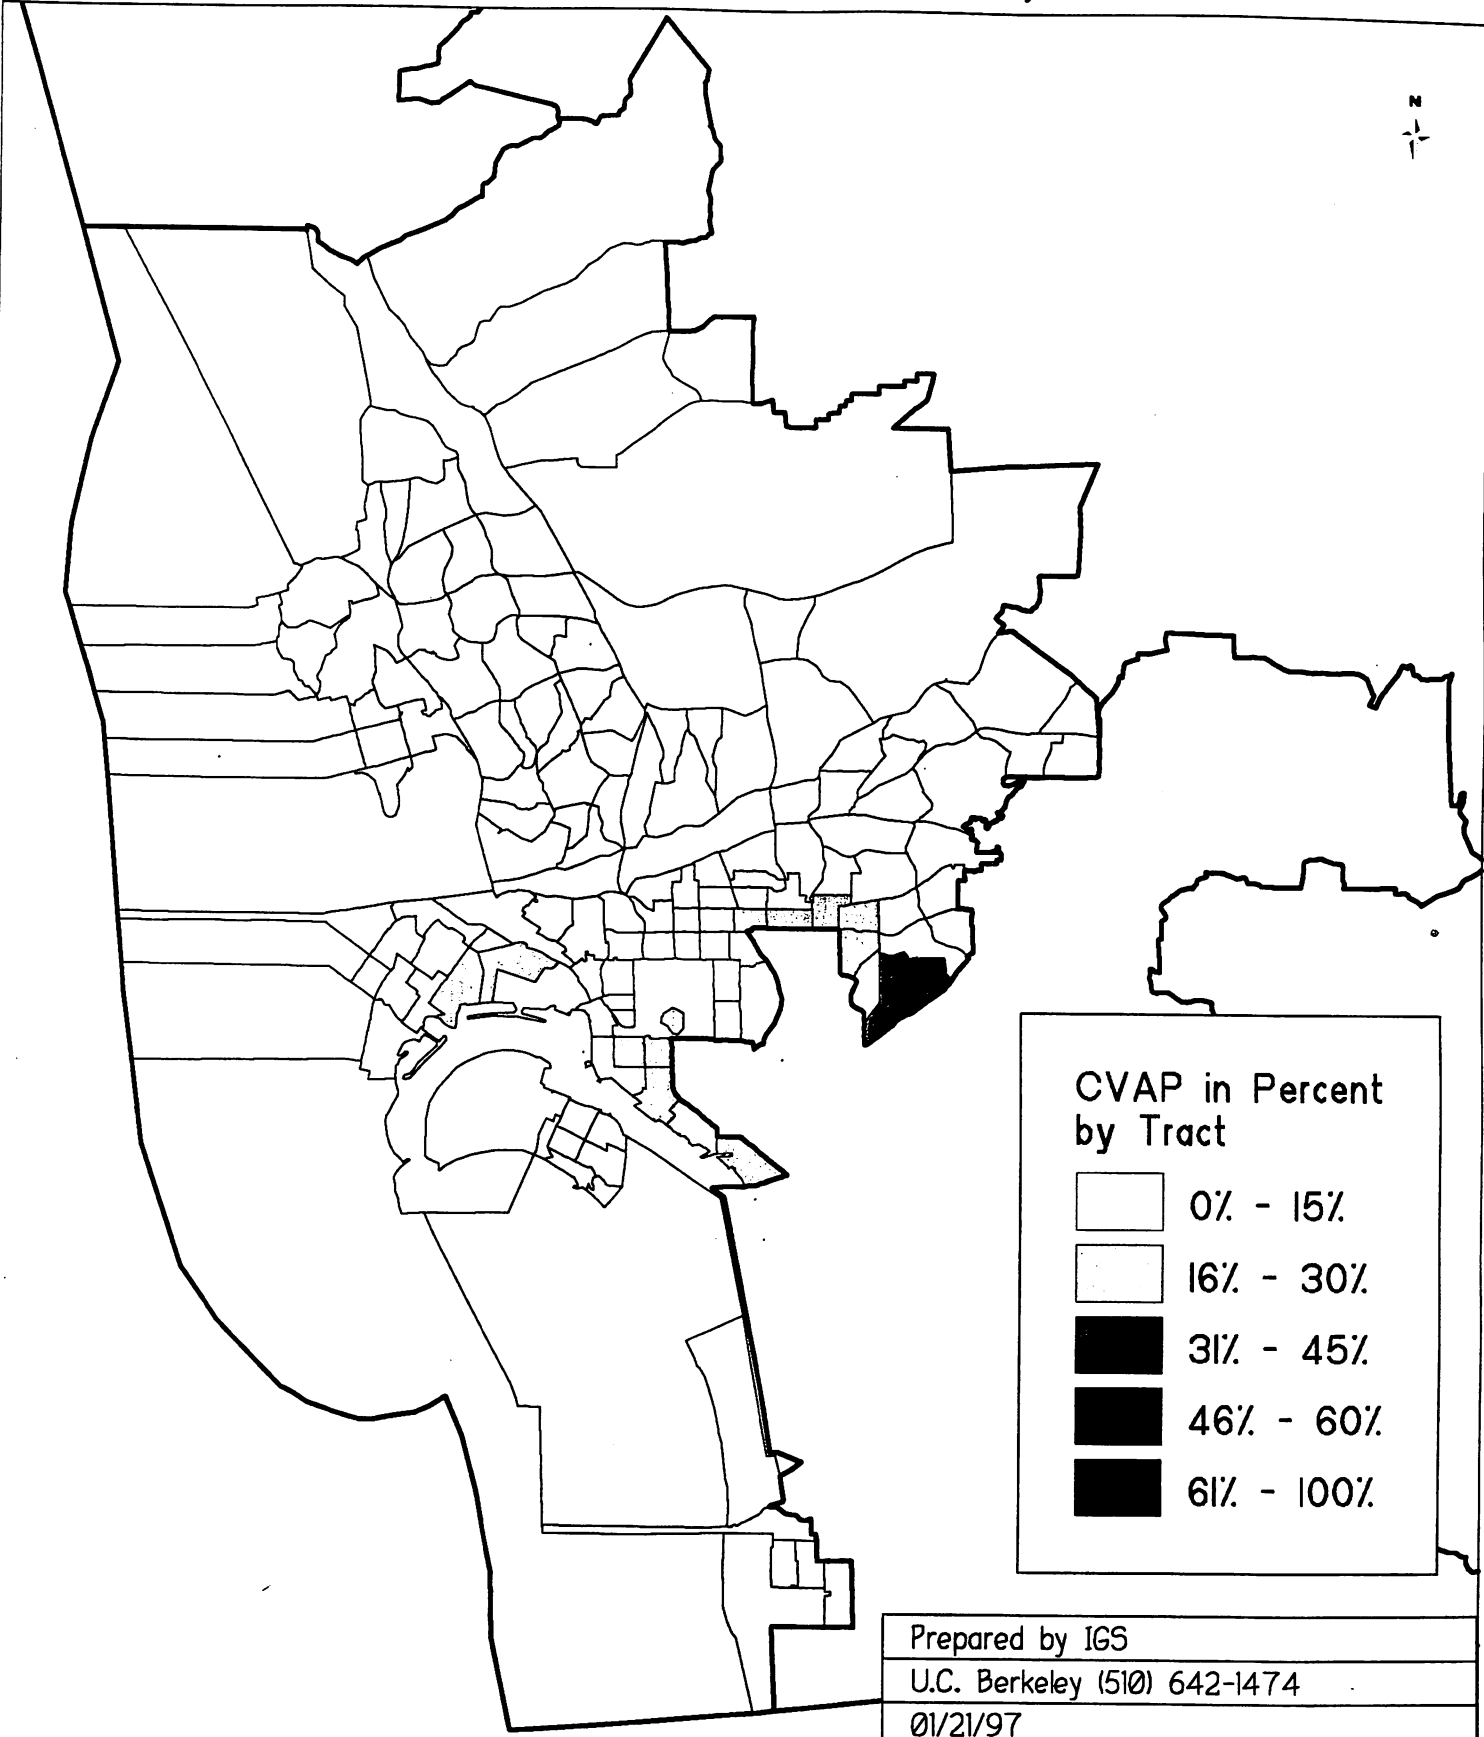 N
CVAP in Percent
by Tract
0% - 15%
16% - 30%
31% - 45%
46% - 60%
61% - 100%
Prepared by IGS
U.C. Berkeley (510) 642-1474
01/21/97